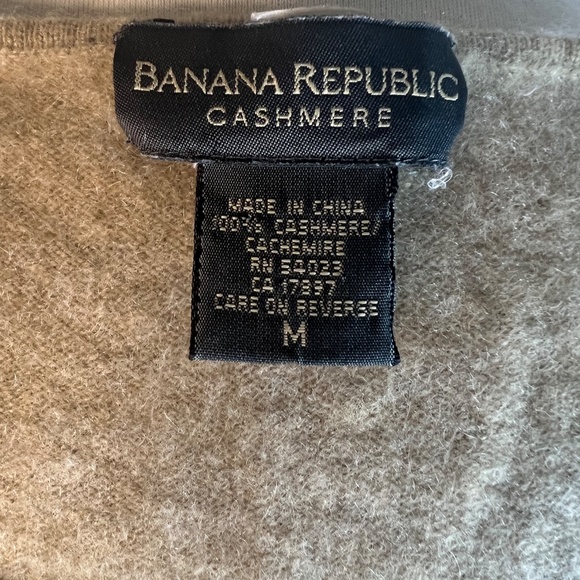 BANANA REPUBLIC
CASHMERE
MADE IN CHINA
100% CASHMERE/
CACHEMIRE
RN 54023
CA 17897
CARE ON REVERSE
M